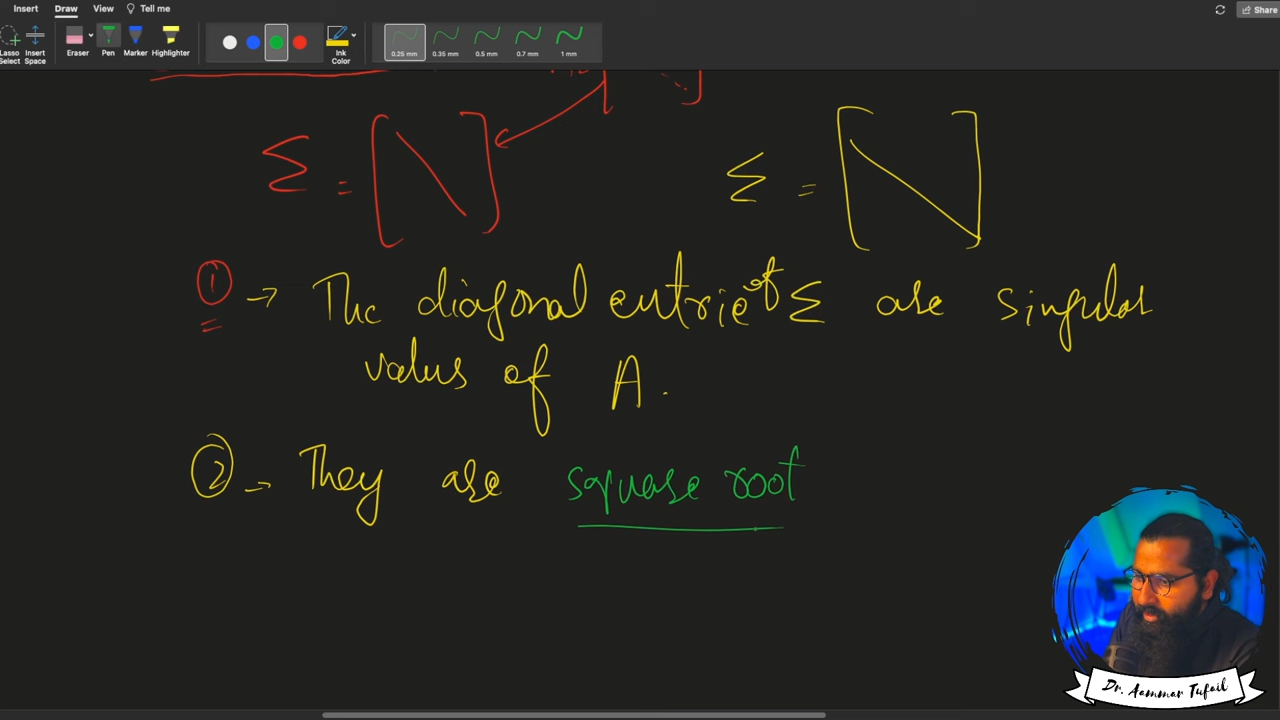 Insert Draw View Tell me
Share
Lasso Select
Insert Space
Eraser
Pen
Marker
Highlighter
Ink Color
0.25 mm 0.35 mm 0.5 mm 0.7 mm 1 mm
Σ = [\]
Σ = [\]
① → The diagonal entrie of Σ are singular
values of A.
② → They are square root
Dr. Aammar Tufail